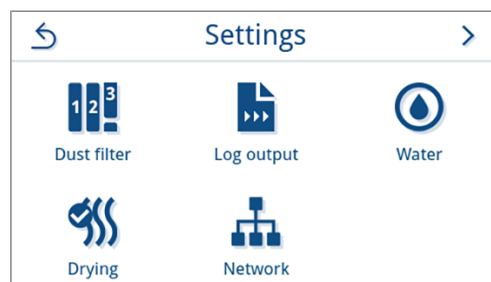 Settings
1 2 3
Dust filter
Log output
Water
Drying
Network